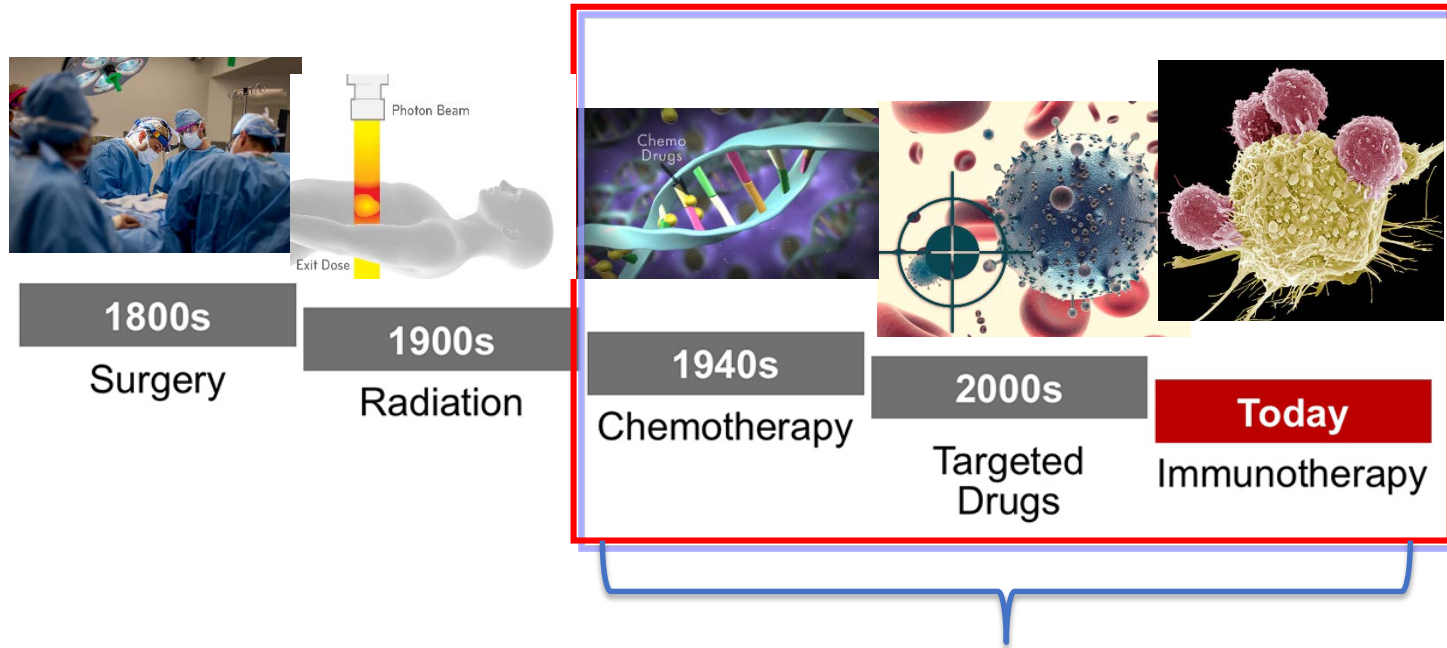 Photon Beam
Exit Dose
Chemo
Drugs
1800s
Surgery
1900s
Radiation
1940s
Chemotherapy
2000s
Targeted
Drugs
Today
Immunotherapy